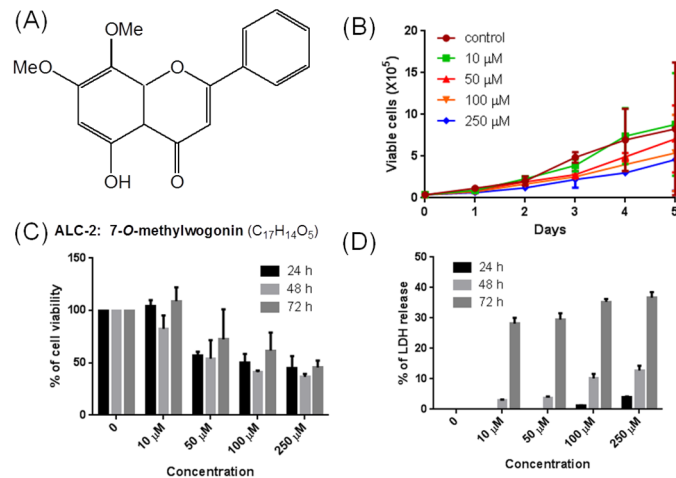 (A)
OMe
MeO
O
OH
O
(B)
control
10 µM
50 µM
100 µM
250 µM
Viable cells (X10⁵)
20
15
10
5
0
0 1 2 3 4 5
Days
(C) ALC-2: 7-O-methylwogonin (C₁₇H₁₄O₅)
24 h
48 h
72 h
% of cell viability
150
100
50
0
0 10 µM 50 µM 100 µM 250 µM
Concentration
(D)
24 h
48 h
72 h
% of LDH release
50
40
30
20
10
0
0 10 µM 50 µM 100 µM 250 µM
Concentration